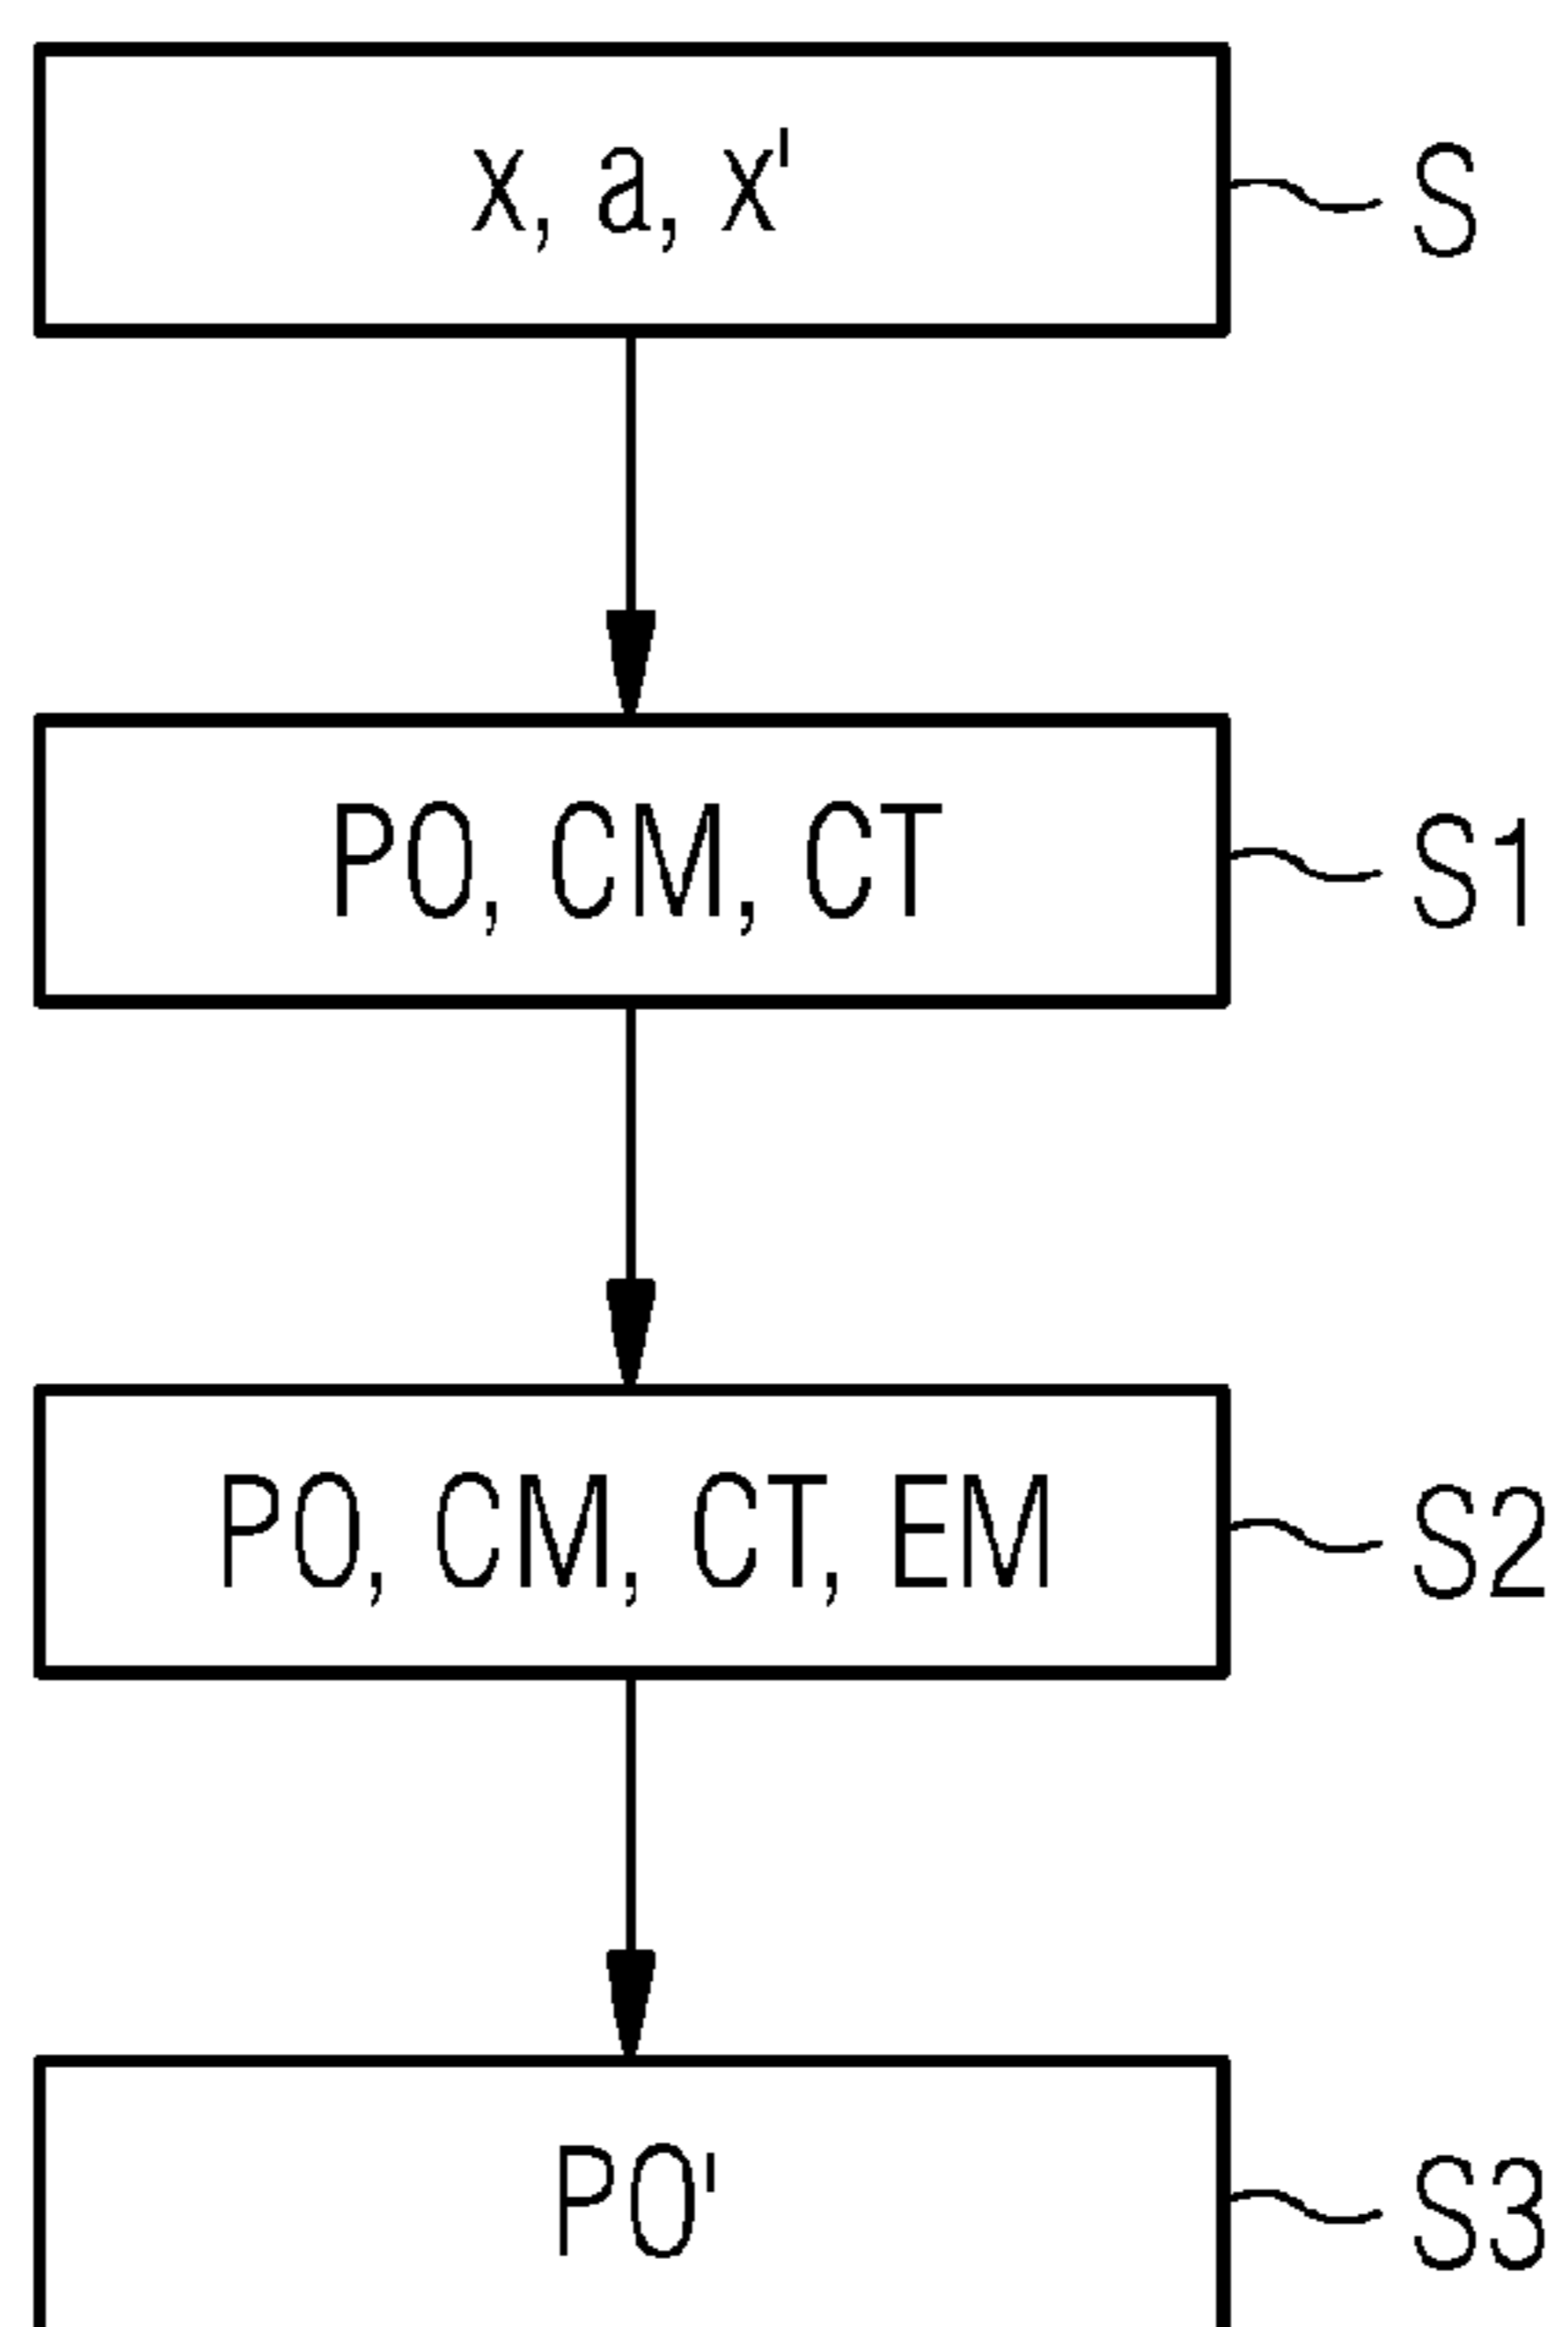 x, a, x'
S
PO, CM, CT
S1
PO, CM, CT, EM
S2
PO'
S3